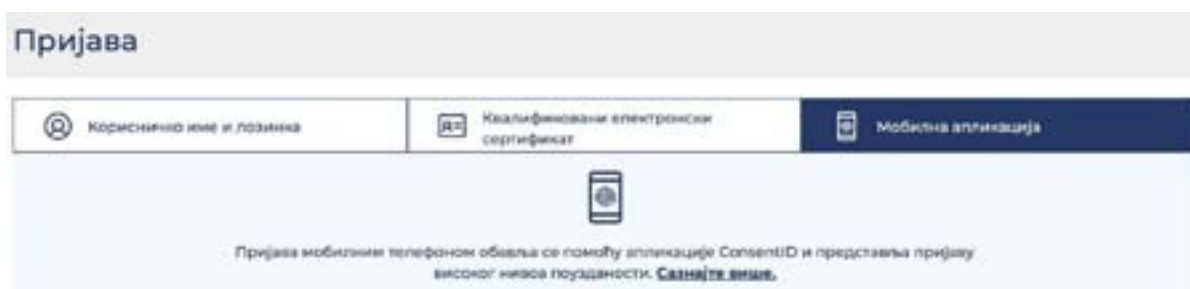 Пријава
Корисничко име и лозинка
Квалификовани електронски
сертификат
Мобилна апликација
Пријава мобилним телефоном обавља се помоћу апликације ConsentID и представља пријаву
високог нивоа поузданости. Сазнајте више.